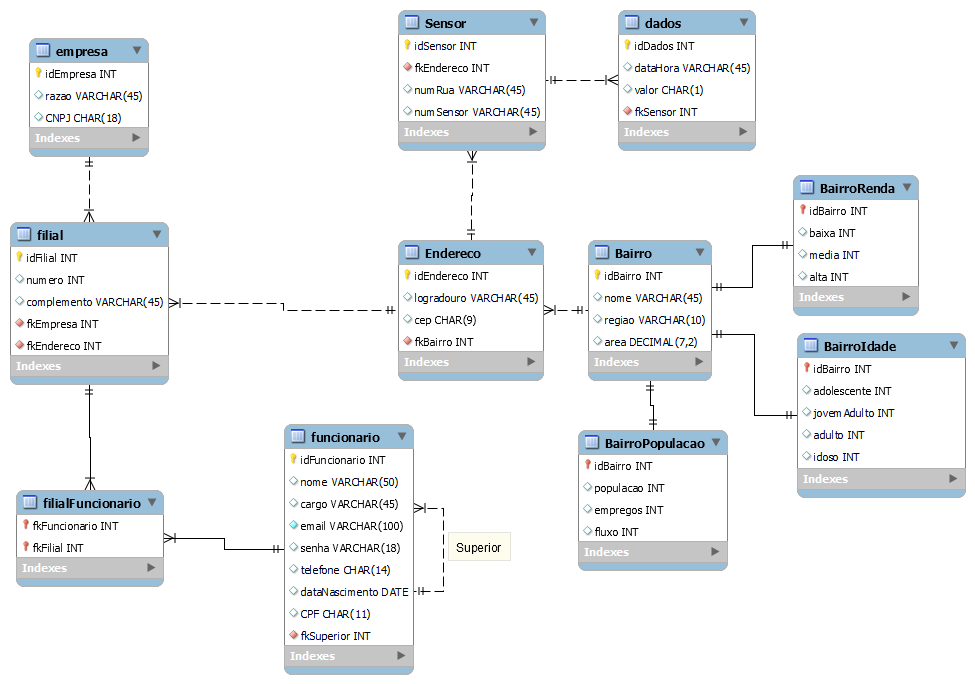 empresa
idEmpresa INT
razao VARCHAR(45)
CNPJ CHAR(18)
Indexes
Sensor
idSensor INT
fkEndereco INT
numRua VARCHAR(45)
numSensor VARCHAR(45)
Indexes
dados
idDados INT
dataHora VARCHAR(45)
valor CHAR(1)
fkSensor INT
Indexes
filial
idFilial INT
numero INT
complemento VARCHAR(45)
fkEmpresa INT
fkEndereco INT
Indexes
Endereco
idEndereco INT
logradouro VARCHAR(45)
cep CHAR(9)
fkBairro INT
Indexes
Bairro
idBairro INT
nome VARCHAR(45)
regiao VARCHAR(10)
area DECIMAL(7,2)
Indexes
BairroRenda
idBairro INT
baixa INT
media INT
alta INT
Indexes
BairroIdade
idBairro INT
adolescente INT
jovemAdulto INT
adulto INT
idoso INT
Indexes
BairroPopulacao
idBairro INT
populacao INT
empregos INT
fluxo INT
Indexes
filialFuncionario
fkFuncionario INT
fkFilial INT
Indexes
funcionario
idFuncionario INT
nome VARCHAR(50)
cargo VARCHAR(45)
email VARCHAR(100)
senha VARCHAR(18)
telefone CHAR(14)
dataNascimento DATE
CPF CHAR(11)
fkSuperior INT
Indexes
Superior